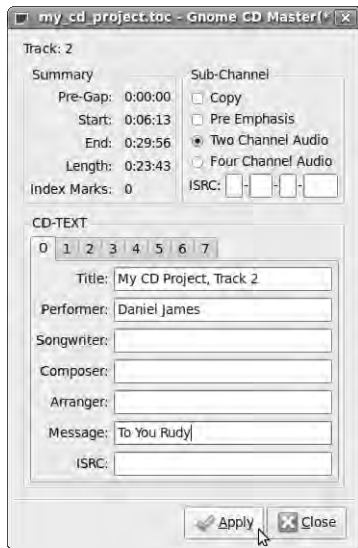 my_cd_project.toc - Gnome CD Master(*
Track: 2
Summary
Pre-Gap: 0:00:00
Start: 0:06:13
End: 0:29:56
Length: 0:23:43
Index Marks: 0
Sub-Channel
Copy
Pre Emphasis
Two Channel Audio
Four Channel Audio
ISRC: - - -
CD-TEXT
0 1 2 3 4 5 6 7
Title: My CD Project, Track 2
Performer: Daniel James
Songwriter:
Composer:
Arranger:
Message: To You Rudy
ISRC:
Apply Close